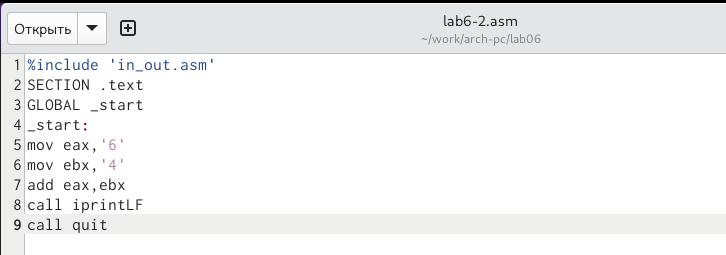 Открыть
lab6-2.asm
~/work/arch-pc/lab06
1 %include 'in_out.asm'
2 SECTION .text
3 GLOBAL _start
4 _start:
5 mov eax,'6'
6 mov ebx,'4'
7 add eax,ebx
8 call iprintLF
9 call quit